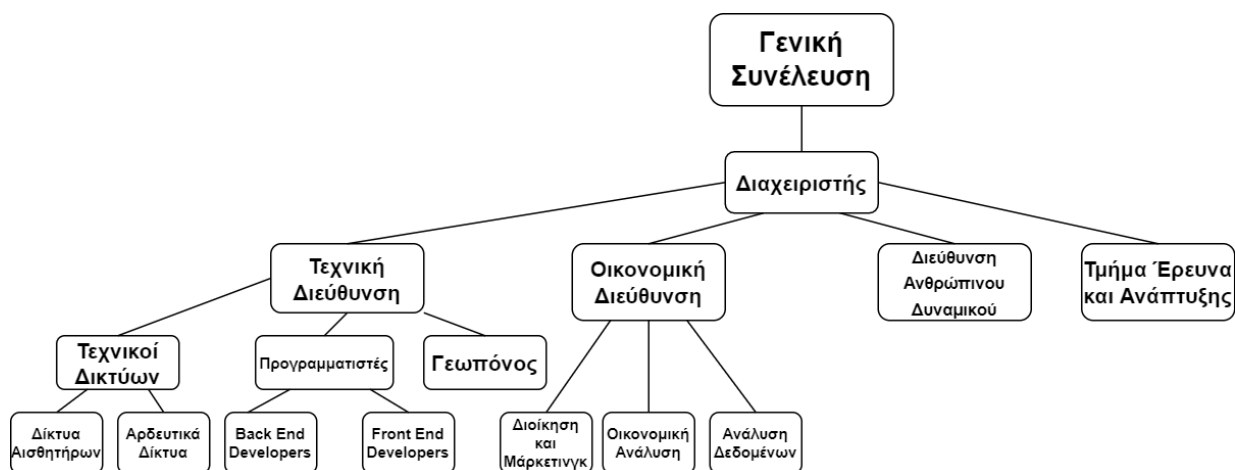 Γενική
Συνέλευση
Διαχειριστής
Τεχνική
Διεύθυνση
Οικονομική
Διεύθυνση
Διεύθυνση
Ανθρώπινου
Δυναμικού
Τμήμα Έρευνα
και Ανάπτυξης
Τεχνικοί
Δικτύων
Προγραμματιστές
Γεωπόνος
Δίκτυα
Αισθητήρων
Αρδευτικά
Δίκτυα
Back End
Developers
Front End
Developers
Διοίκηση
και
Μάρκετινγκ
Οικονομική
Ανάλυση
Ανάλυση
Δεδομένων